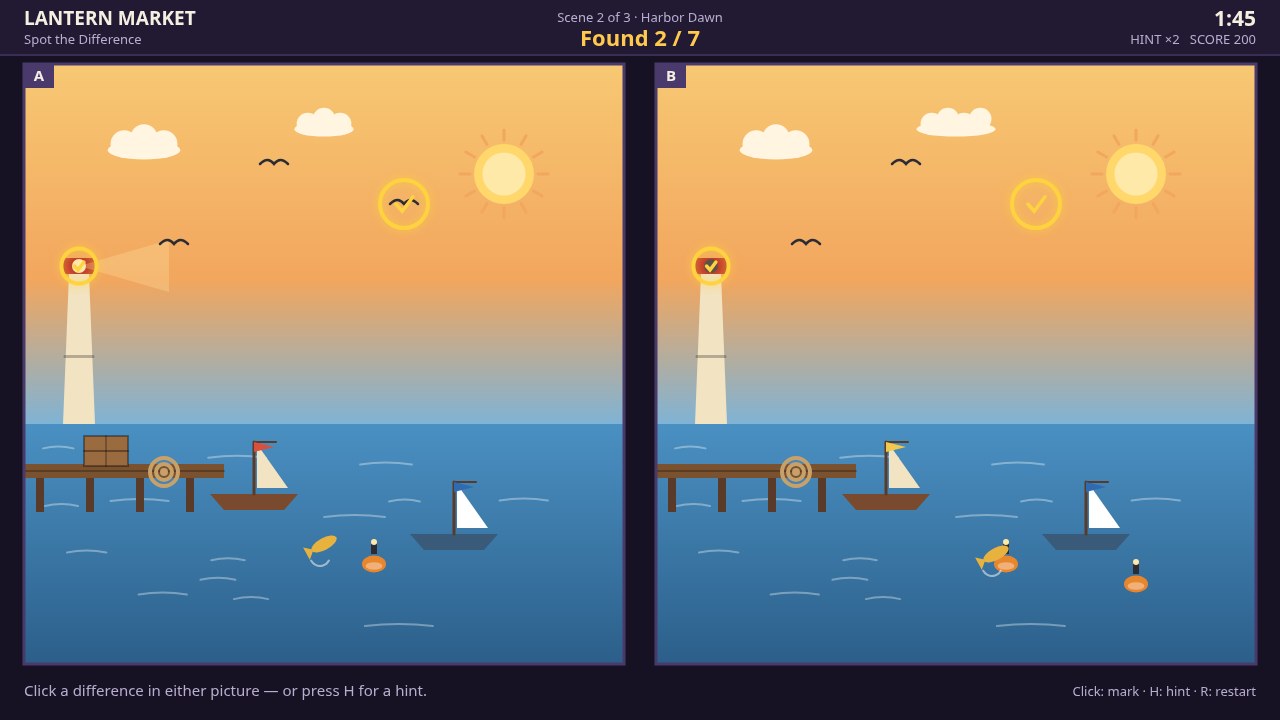 LANTERN MARKET
Spot the Difference
Scene 2 of 3 · Harbor Dawn
Found 2 / 7
1:45
HINT ×2 SCORE 200
A
B
Click a difference in either picture — or press H for a hint.
Click: mark · H: hint · R: restart